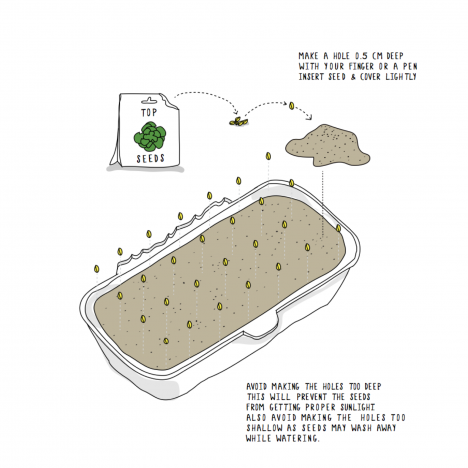 MAKE A HOLE 0.5 CM DEEP
WITH YOUR FINGER OR A PEN
INSERT SEED & COVER LIGHTLY
TOP
SEEDS
AVOID MAKING THE HOLES TOO DEEP
THIS WILL PREVENT THE SEEDS
FROM GETTING PROPER SUNLIGHT
ALSO AVOID MAKING THE HOLES TOO
SHALLOW AS SEEDS MAY WASH AWAY
WHILE WATERING.